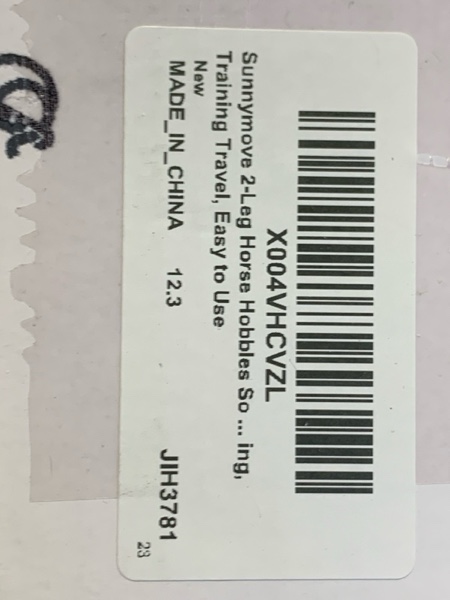 X004VHCVZL
Sunnymove 2-Leg Horse Hobbles So ... ing,
Training Travel, Easy to Use
New
MADE_IN_CHINA 12.3 JIH3781
23